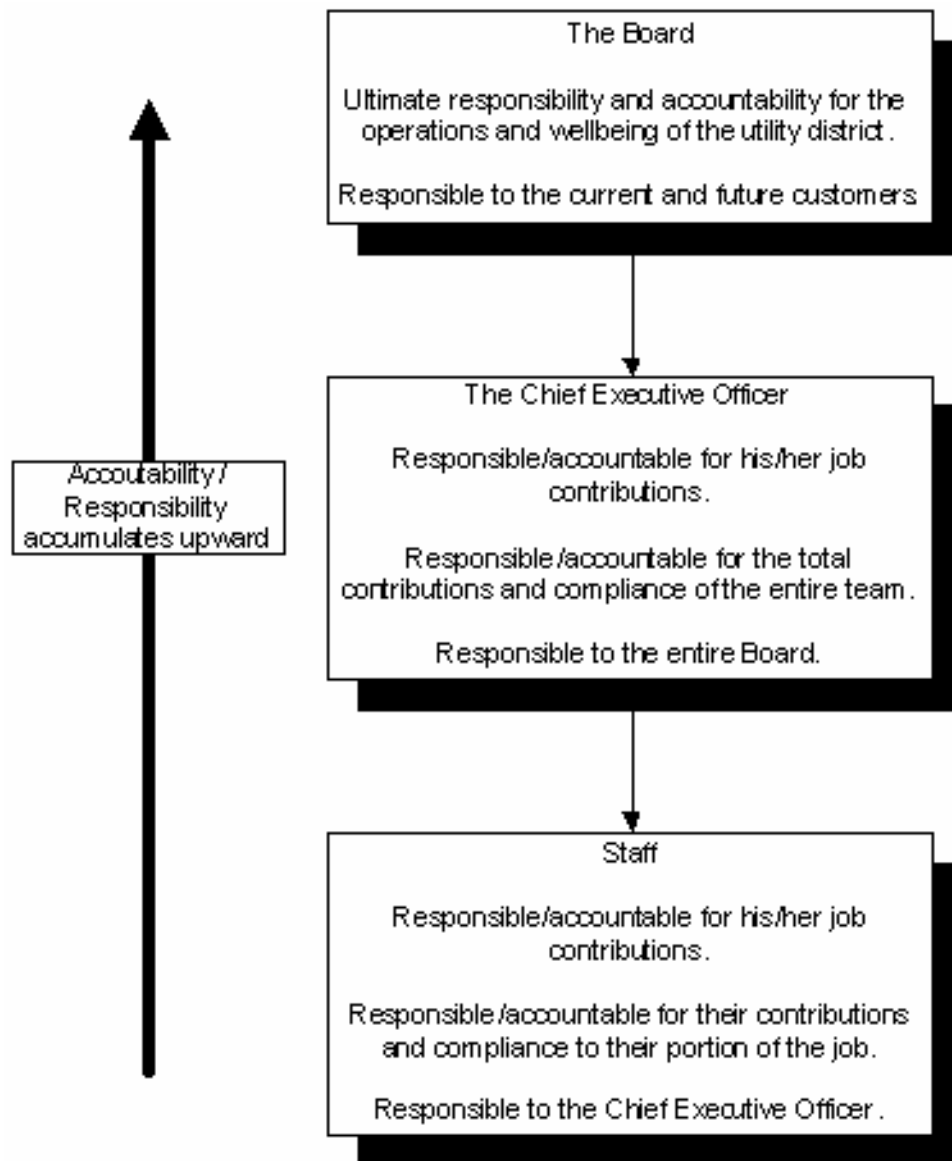 The Board
Ultimate responsibility and accountability for the
operations and wellbeing of the utility district.
Responsible to the current and future customers.
Accoutability /
Responsibility
accumulates upward
The Chief Executive Officer
Responsible/accountable for his/her job
contributions.
Responsible/accountable for the total
contributions and compliance of the entire team.
Responsible to the entire Board.
Staff
Responsible/accountable for his/her job
contributions.
Responsible/accountable for their contributions
and compliance to their portion of the job.
Responsible to the Chief Executive Officer.